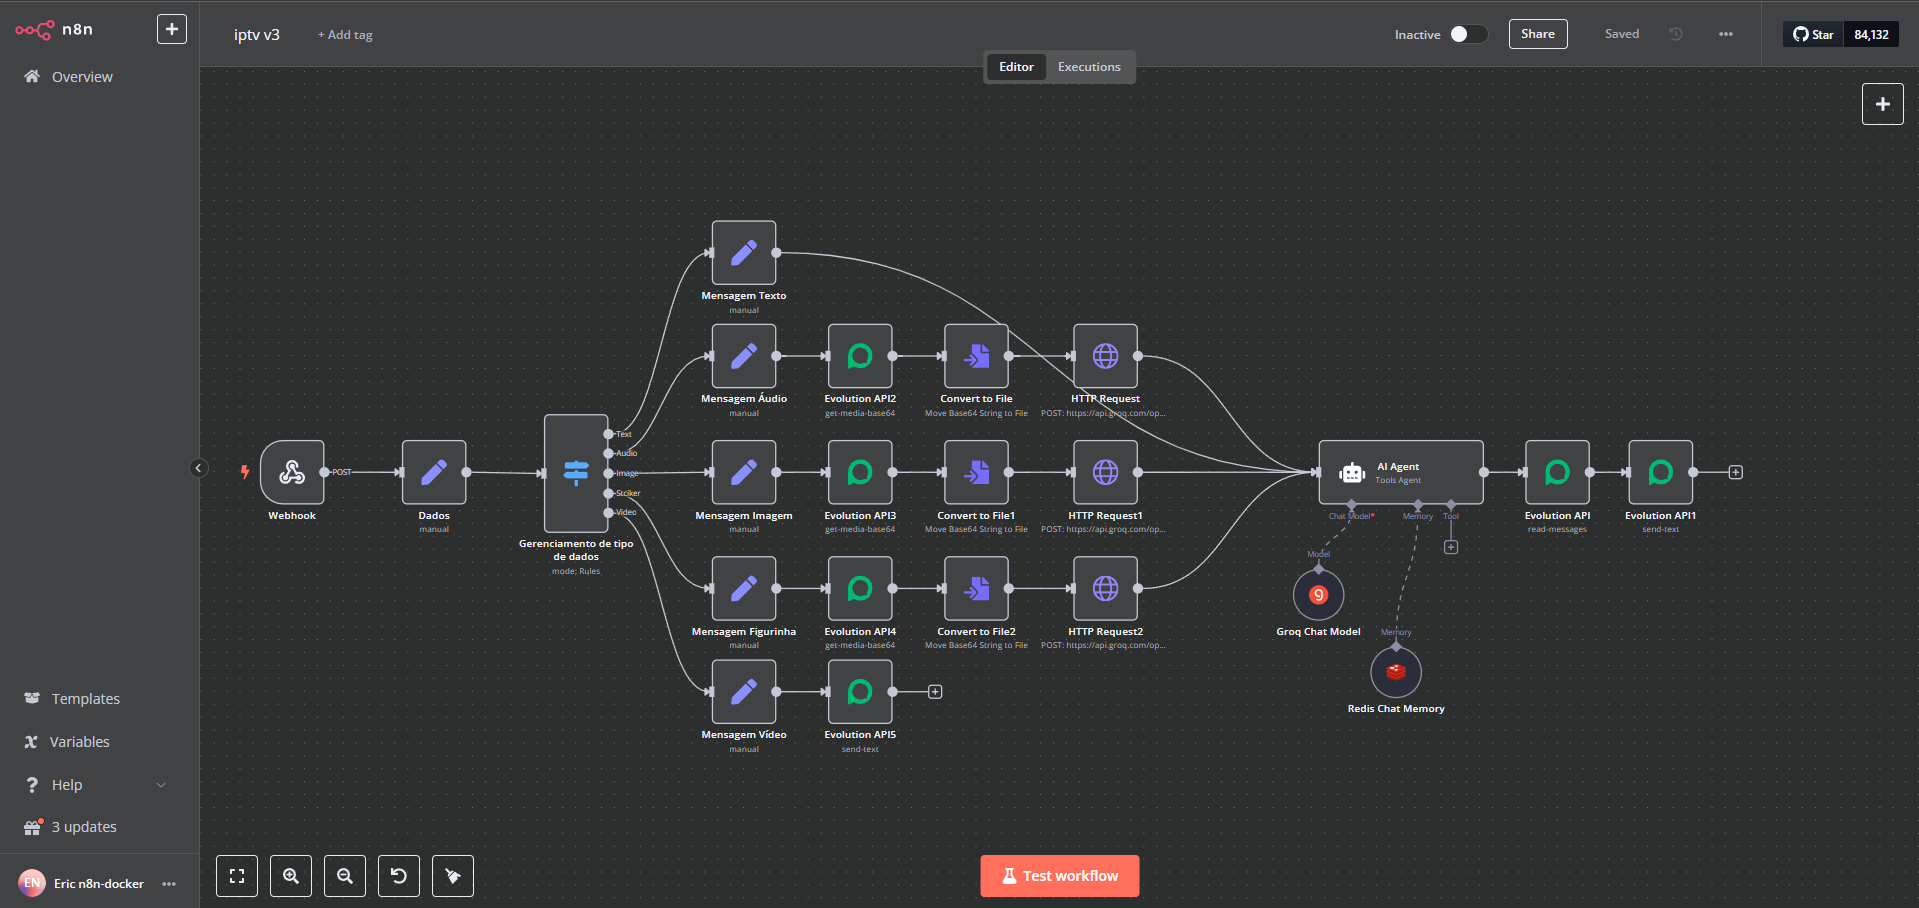 n8n
iptv v3
+ Add tag
Inactive
Share
Saved
Star
84,132
Editor
Executions
Overview
Mensagem Texto
manual
Mensagem Áudio
manual
Evolution API2
get-media-base64
Convert to File
Move Base64 String to File
HTTP Request
POST: https://api.groq.com/op...
Webhook
POST
Dados
manual
Text
Audio
Image
Stciker
Video
Gerenciamento de tipo
de dados
mode: Rules
Mensagem Imagem
manual
Evolution API3
get-media-base64
Convert to File1
Move Base64 String to File
HTTP Request1
POST: https://api.groq.com/op...
AI Agent
Tools Agent
Chat Model*
Memory
Tool
Evolution API
read-messages
Evolution API1
send-text
Model
Groq Chat Model
Memory
Redis Chat Memory
Mensagem Figurinha
manual
Evolution API4
get-media-base64
Convert to File2
Move Base64 String to File
HTTP Request2
POST: https://api.groq.com/op...
Mensagem Vídeo
manual
Evolution API5
send-text
Templates
Variables
Help
3 updates
EN
Eric n8n-docker
Test workflow